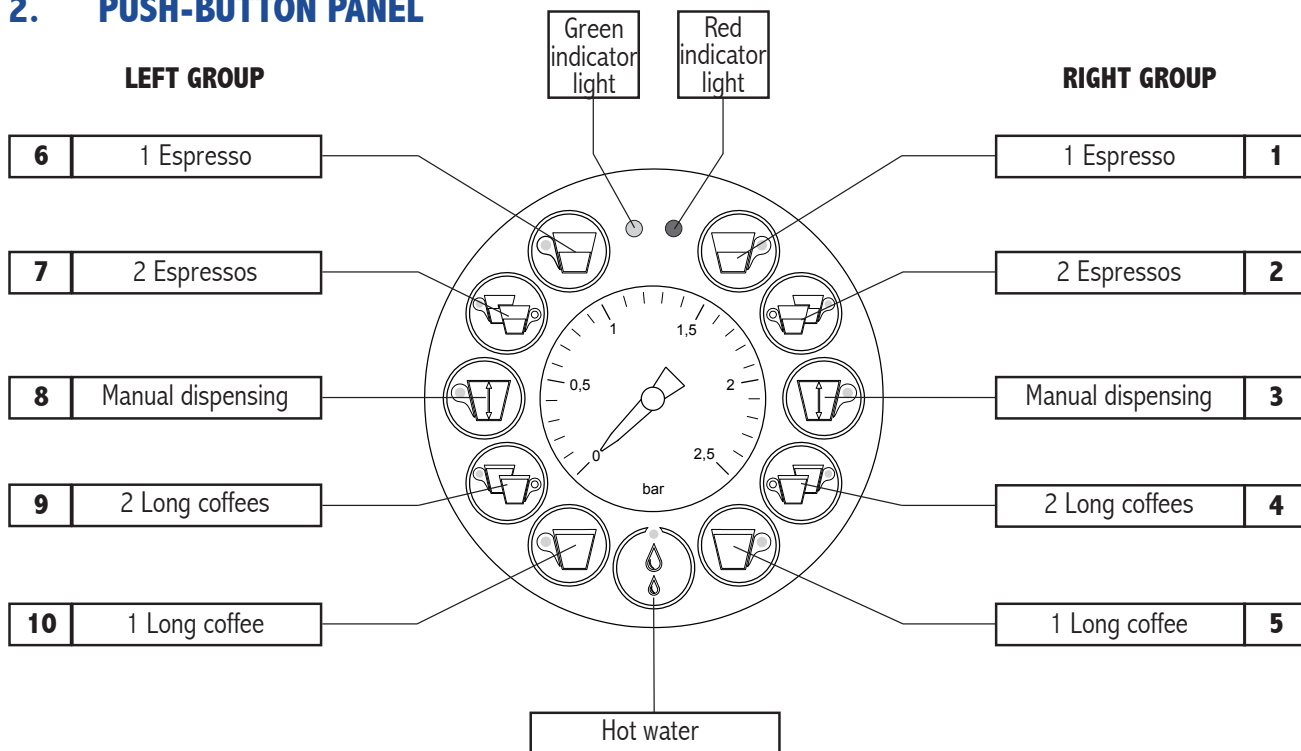 2. PUSH-BUTTON PANEL
Green
indicator
light
Red
indicator
light
LEFT GROUP
RIGHT GROUP
6 1 Espresso
1 Espresso 1
7 2 Espressos
2 Espressos 2
8 Manual dispensing
Manual dispensing 3
9 2 Long coffees
2 Long coffees 4
10 1 Long coffee
1 Long coffee 5
0
0,5
1
1,5
2
2,5
bar
Hot water